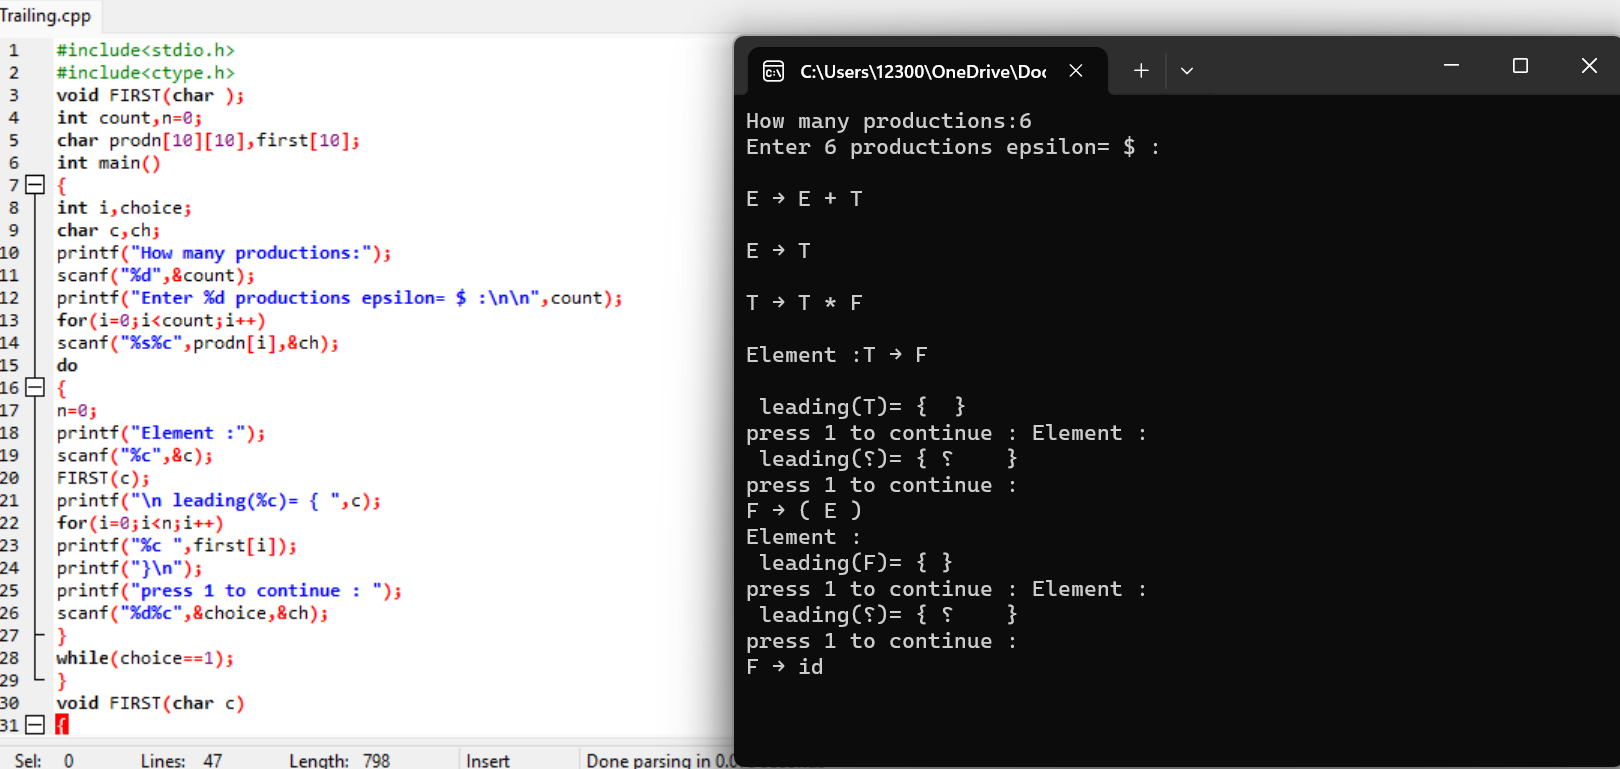 Trailing.cpp
1 #include<stdio.h>
2 #include<ctype.h>
3 void FIRST(char );
4 int count,n=0;
5 char prodn[10][10],first[10];
6 int main()
7 {
8 int i,choice;
9 char c,ch;
10 printf("How many productions:");
11 scanf("%d",&count);
12 printf("Enter %d productions epsilon= $ :\n\n",count);
13 for(i=0;i<count;i++)
14 scanf("%s%c",prodn[i],&ch);
15 do
16 {
17 n=0;
18 printf("Element :");
19 scanf("%c",&c);
20 FIRST(c);
21 printf("\n leading(%c)= { ",c);
22 for(i=0;i<n;i++)
23 printf("%c ",first[i]);
24 printf("}\n");
25 printf("press 1 to continue : ");
26 scanf("%d%c",&choice,&ch);
27 }
28 while(choice==1);
29 }
30 void FIRST(char c)
31 {
Sel: 0 Lines: 47 Length: 798 Insert Done parsing in 0.0
C:\Users\12300\OneDrive\Doc
How many productions:6
Enter 6 productions epsilon= $ :
E → E + T
E → T
T → T * F
Element :T → F
leading(T)= {  }
press 1 to continue : Element :
leading(␦)= { ␦    }
press 1 to continue :
F → ( E )
Element :
leading(F)= { }
press 1 to continue : Element :
leading(␦)= { ␦    }
press 1 to continue :
F → id